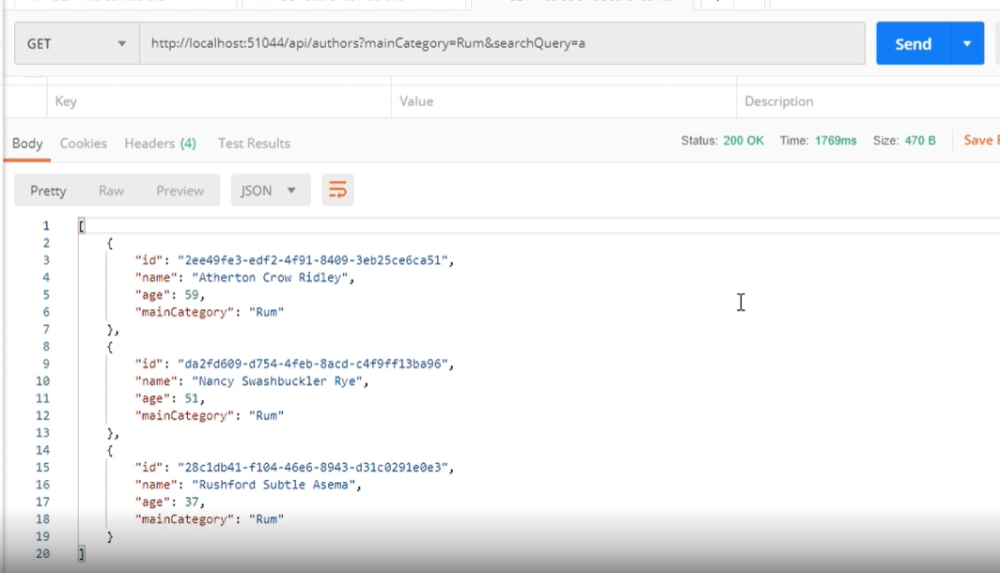 GET
http://localhost:51044/api/authors?mainCategory=Rum&searchQuery=a
Send
Key Value Description
Body Cookies Headers (4) Test Results Status: 200 OK Time: 1769ms Size: 470 B Save
Pretty Raw Preview JSON
1 [
2 {
3 "id": "2ee49fe3-edf2-4f91-8409-3eb25ce6ca51",
4 "name": "Atherton Crow Ridley",
5 "age": 59,
6 "mainCategory": "Rum"
7 },
8 {
9 "id": "da2fd609-d754-4feb-8acd-c4f9ff13ba96",
10 "name": "Nancy Swashbuckler Rye",
11 "age": 51,
12 "mainCategory": "Rum"
13 },
14 {
15 "id": "28c1db41-f104-46e6-8943-d31c0291e0e3",
16 "name": "Rushford Subtle Asema",
17 "age": 37,
18 "mainCategory": "Rum"
19 }
20 ]